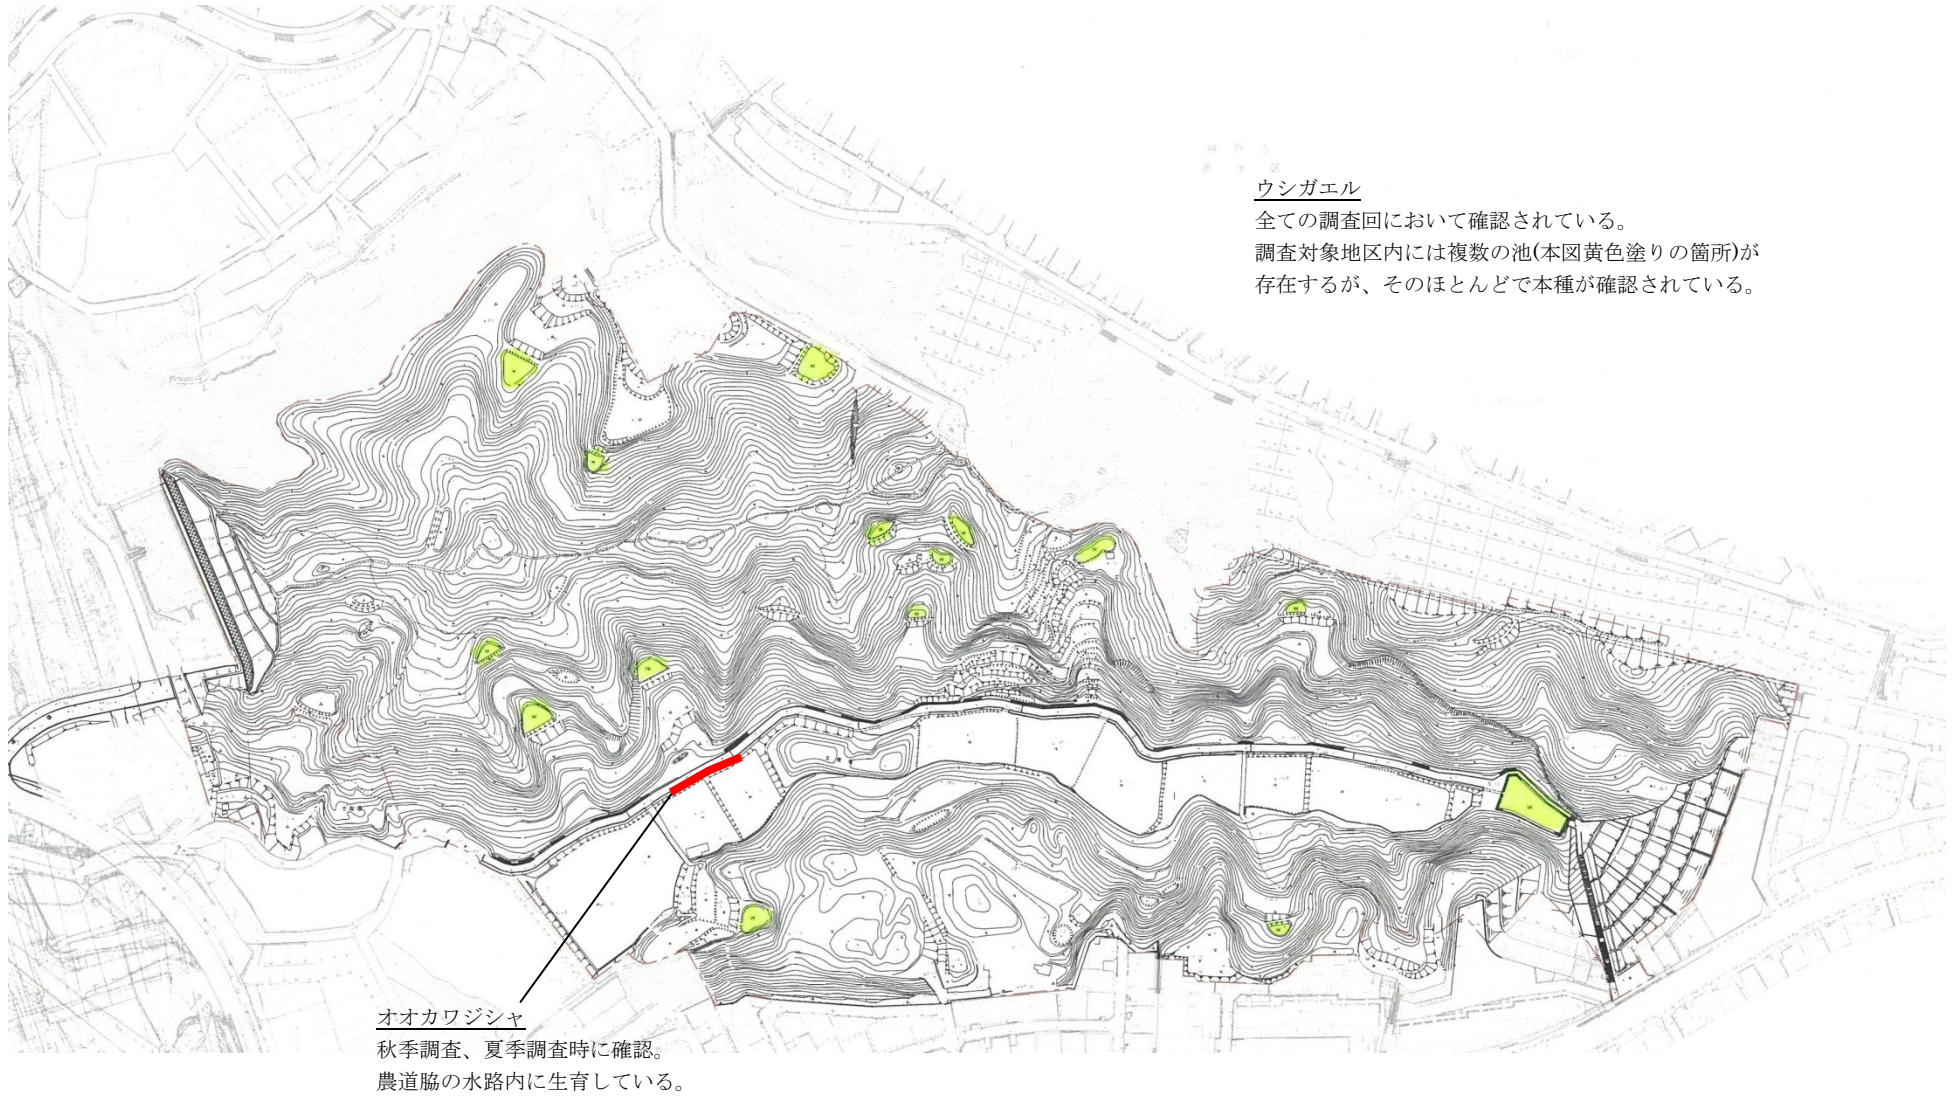 ウシガエル
全ての調査回において確認されている。
調査対象地区内には複数の池(本図黄色塗りの箇所)が
存在するが、そのほとんどで本種が確認されている。
オオカワジシャ
秋季調査、夏季調査時に確認。
農道脇の水路内に生育している。